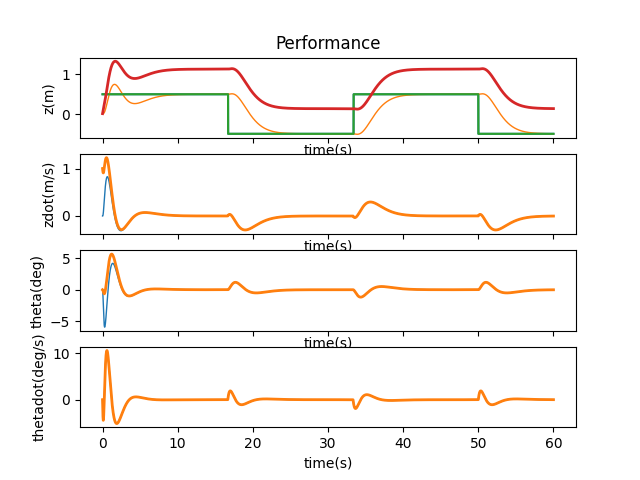 Performance
z(m)
1
0
time(s)
zdot(m/s)
1
0
time(s)
theta(deg)
5
0
−5
time(s)
thetadot(deg/s)
10
0
0 10 20 30 40 50 60
time(s)